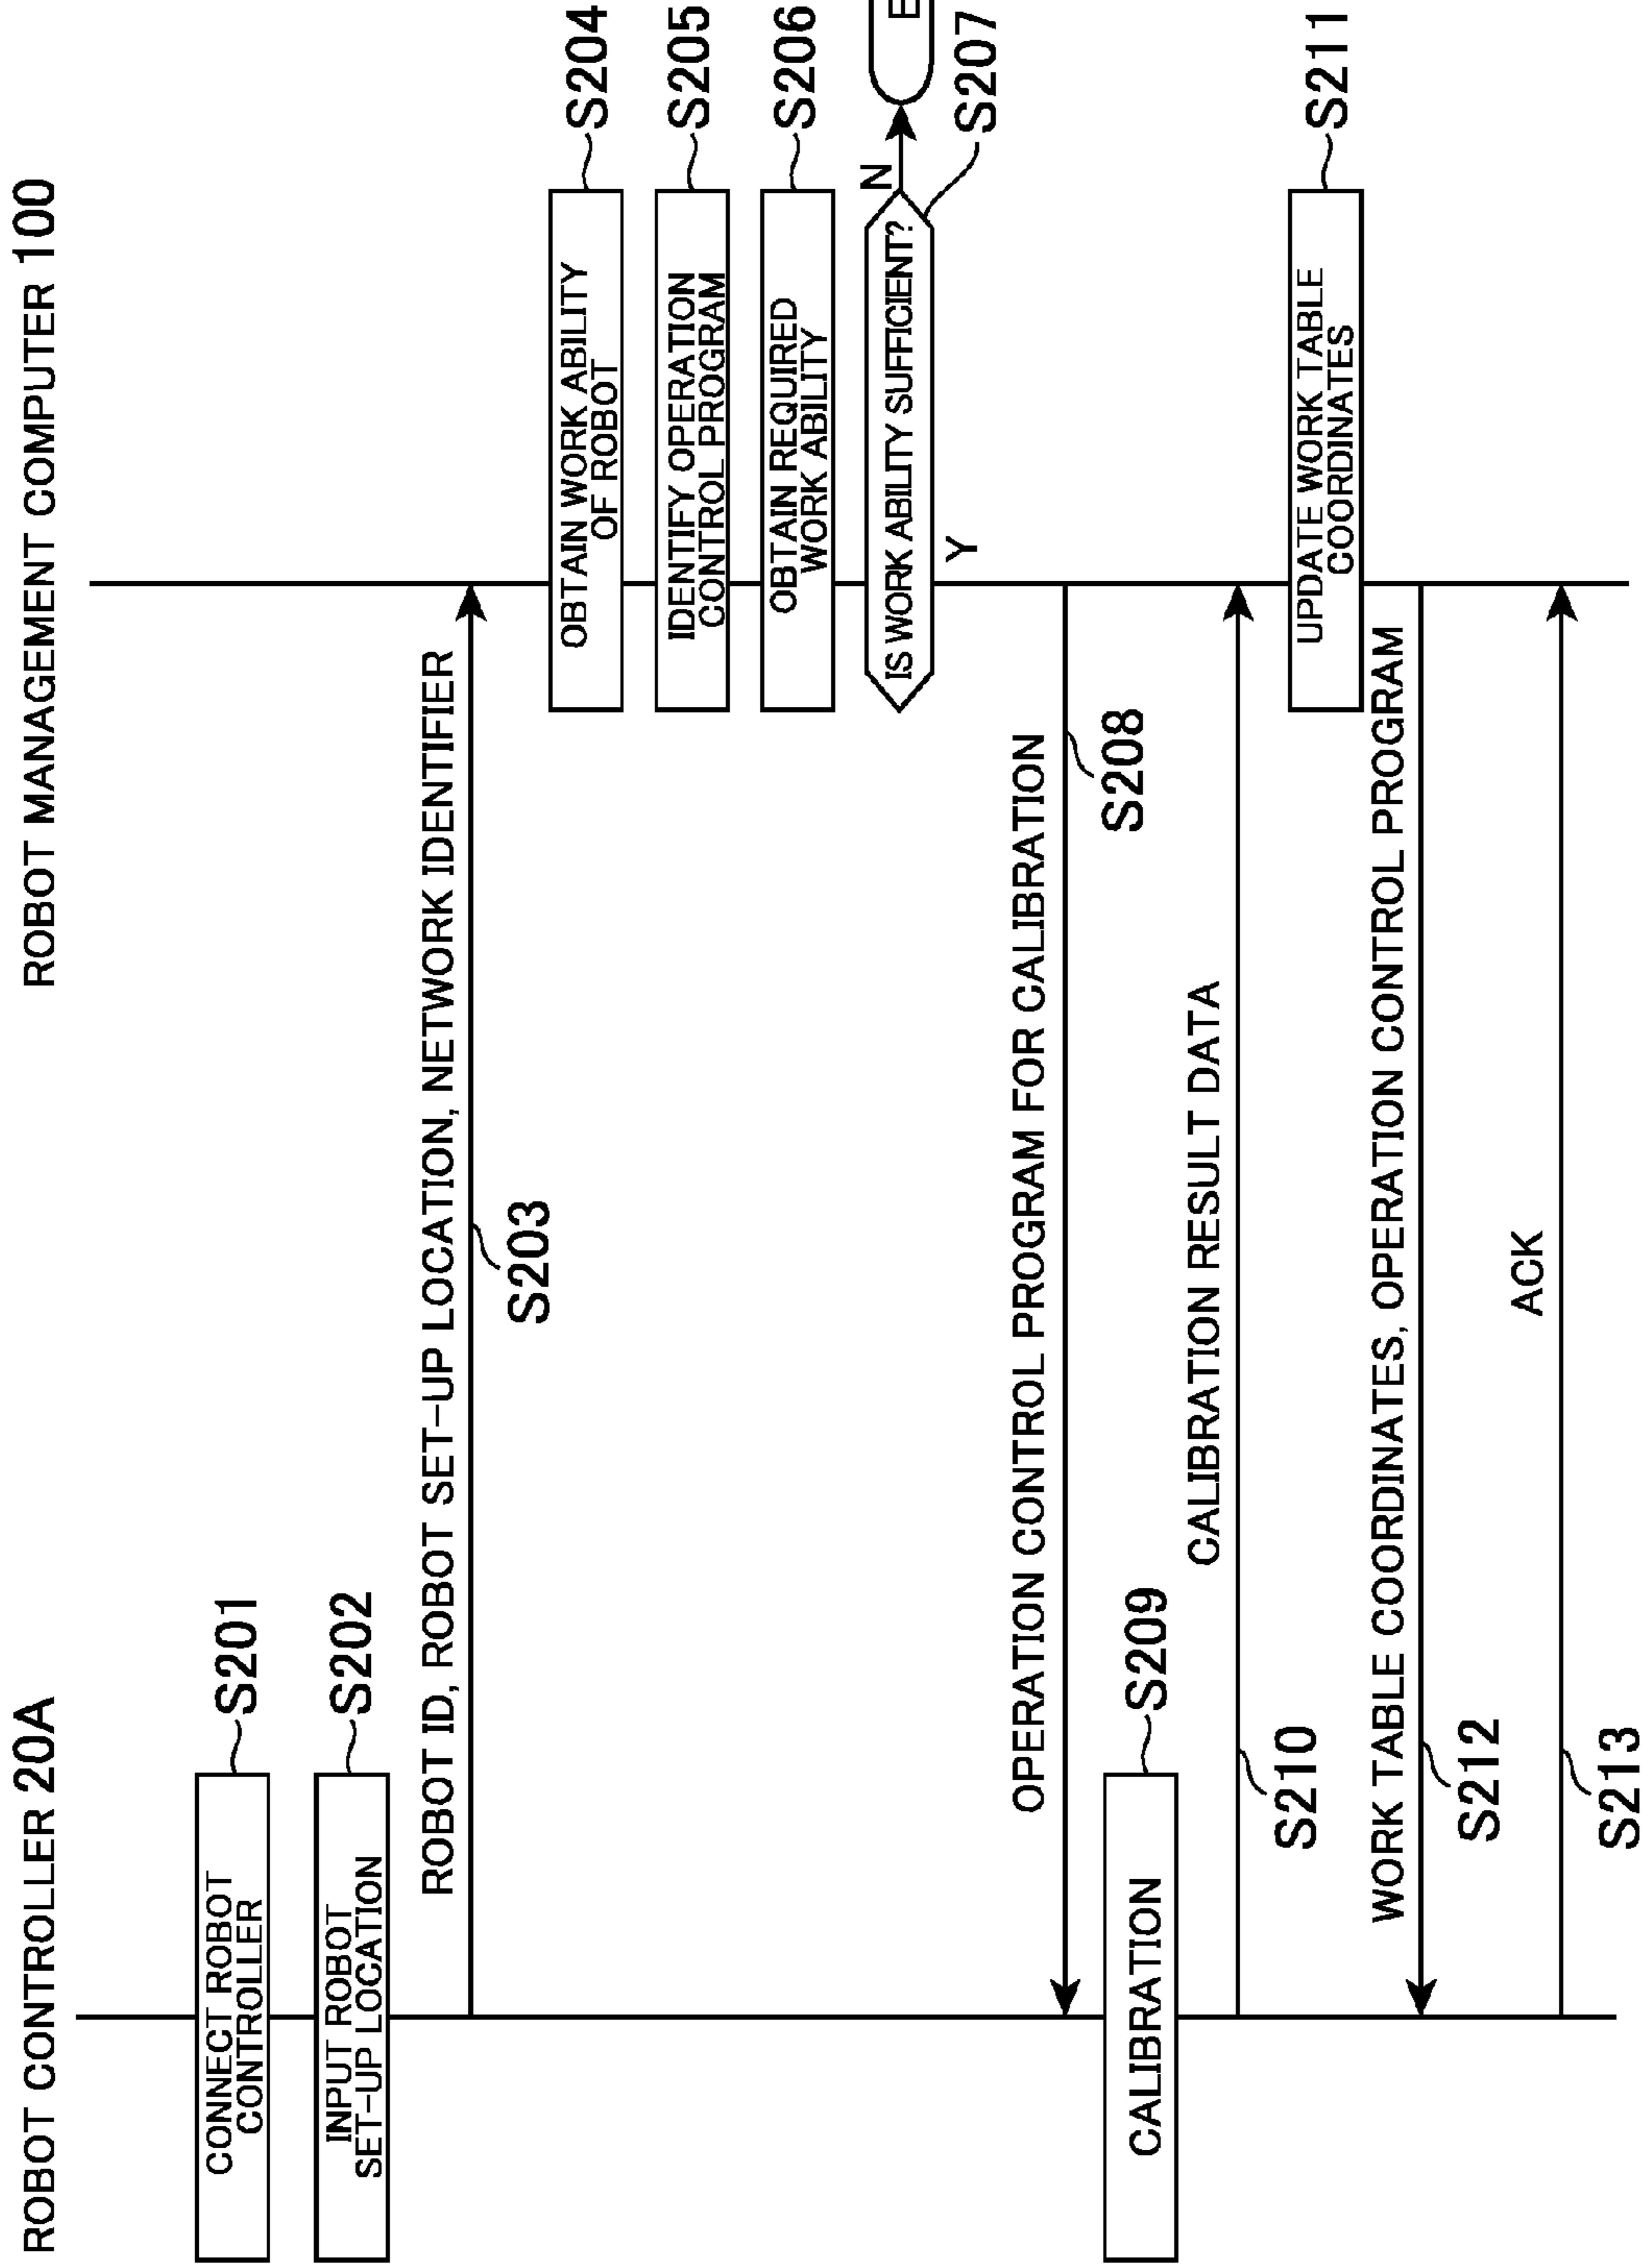 ROBOT CONTROLLER 20A
ROBOT MANAGEMENT COMPUTER 100
CONNECT ROBOT
CONTROLLER
S201
INPUT ROBOT
SET-UP LOCATION
S202
ROBOT ID, ROBOT SET-UP LOCATION, NETWORK IDENTIFIER
S203
OBTAIN WORK ABILITY
OF ROBOT
S204
IDENTIFY OPERATION
CONTROL PROGRAM
S205
OBTAIN REQUIRED
WORK ABILITY
S206
IS WORK ABILITY SUFFICIENT?
N
E
S207
Y
OPERATION CONTROL PROGRAM FOR CALIBRATION
S208
CALIBRATION
S209
CALIBRATION RESULT DATA
S210
UPDATE WORK TABLE
COORDINATES
S211
WORK TABLE COORDINATES, OPERATION CONTROL PROGRAM
S212
ACK
S213